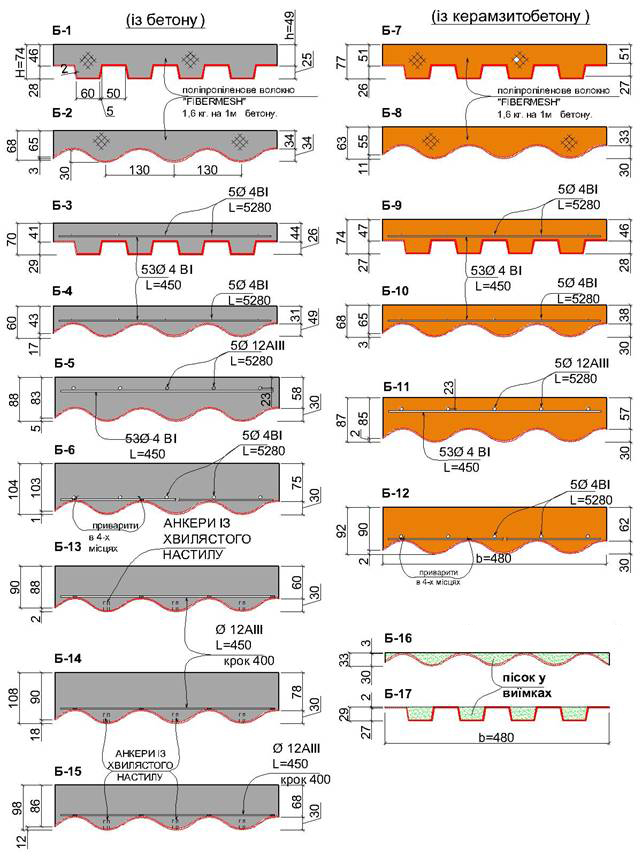 (із бетону)
Б-1
H=74
46
28
2
60
50
5
h=49
25
поліпропіленове волокно
"FIBERMESH"
1,6 кг. на 1м бетону.
Б-2
68
65
3
30
130
130
34
34
Б-3
70
41
29
5Ø 4ВІ
L=5280
44
26
53Ø 4 ВІ
L=450
Б-4
60
43
17
5Ø 4ВІ
L=5280
31
49
Б-5
88
83
5
5Ø 12АІІІ
L=5280
23
58
30
53Ø 4 ВІ
L=450
Б-6
104
103
1
5Ø 4ВІ
L=5280
75
30
приварити
в 4-х
місцях
АНКЕРИ ІЗ
ХВИЛЯСТОГО
НАСТИЛУ
Б-13
90
88
2
60
30
Ø 12АІІІ
L=450
крок 400
Б-14
108
90
18
78
30
АНКЕРИ ІЗ
ХВИЛЯСТОГО
НАСТИЛУ
Ø 12АІІІ
L=450
крок 400
Б-15
98
86
12
68
30
(із керамзитобетону)
Б-7
77
51
26
51
27
поліпропіленове волокно
"FIBERMESH"
1,6 кг. на 1м бетону.
Б-8
63
55
11
33
30
Б-9
74
47
27
5Ø 4ВІ
L=5280
46
28
53Ø 4 ВІ
L=450
Б-10
68
65
3
5Ø 4ВІ
L=5280
38
30
5Ø 12АІІІ
L=5280
Б-11
23
87
85
2
57
30
53Ø 4 ВІ
L=450
Б-12
92
90
2
5Ø 4ВІ
L=5280
62
30
приварити
в 4-х місцях
b=480
Б-16
33
3
30
пісок у
виїмках
Б-17
29
2
27
b=480